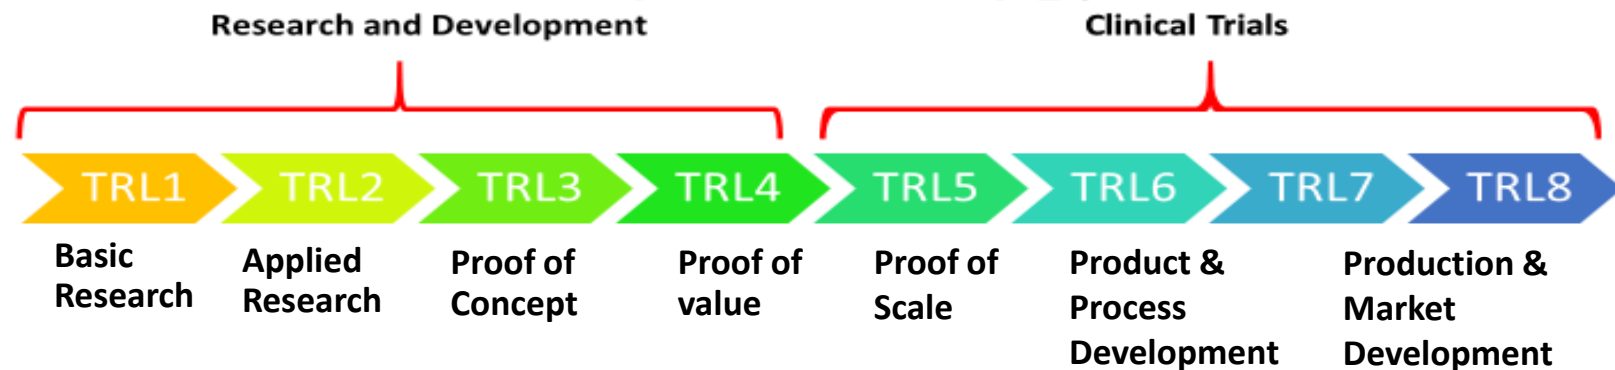 Research and Development
Clinical Trials
TRL1 TRL2 TRL3 TRL4 TRL5 TRL6 TRL7 TRL8
Basic
Research
Applied
Research
Proof of
Concept
Proof of
value
Proof of
Scale
Product &
Process
Development
Production &
Market
Development